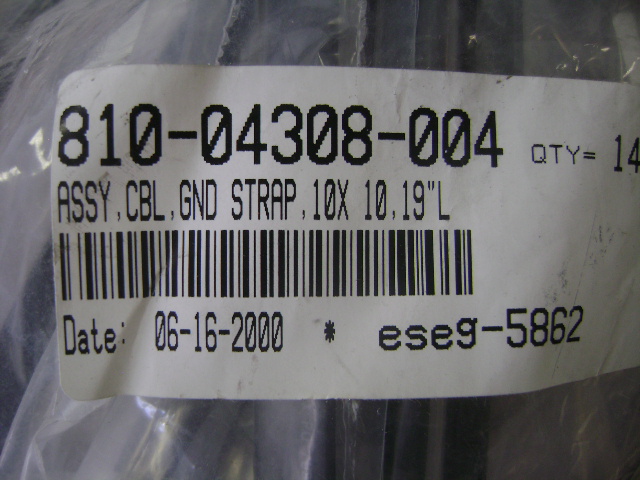 810-04308-004 QTY= 14
ASSY,CBL,GND STRAP,10X 10,19"L
Date: 06-16-2000 * eseg-5862